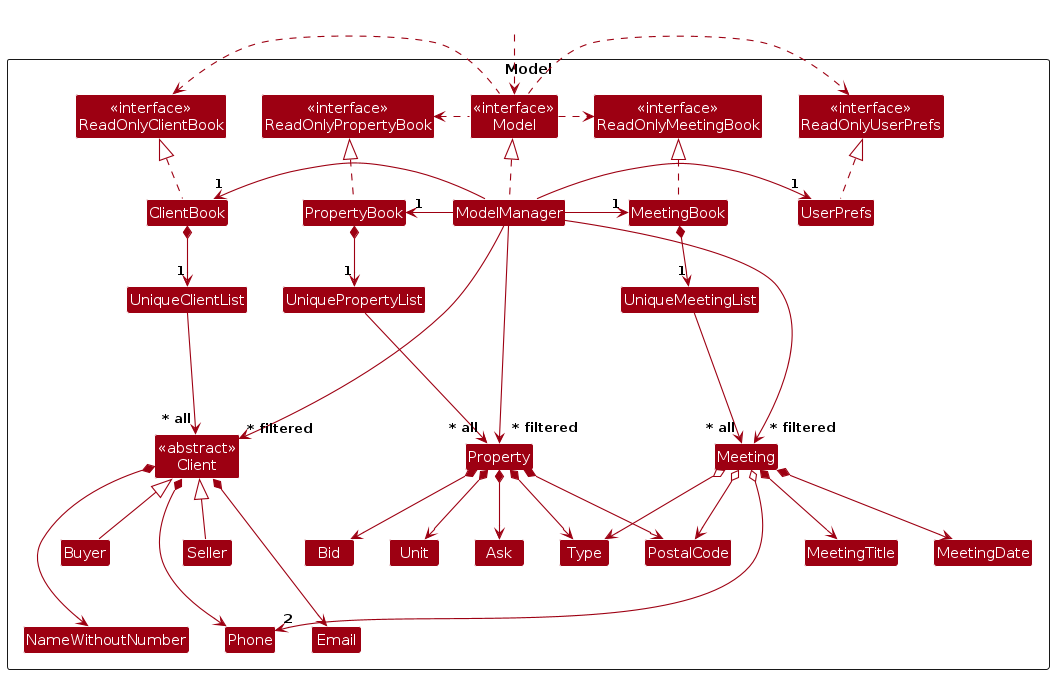 Model
«interface»
ReadOnlyClientBook
«interface»
ReadOnlyPropertyBook
«interface»
Model
«interface»
ReadOnlyMeetingBook
«interface»
ReadOnlyUserPrefs
1
1
1
1
ClientBook
PropertyBook
ModelManager
MeetingBook
UserPrefs
1
1
1
UniqueClientList
UniquePropertyList
UniqueMeetingList
* all
* filtered
* all
* filtered
* all
* filtered
«abstract»
Client
Property
Meeting
Buyer
Seller
Bid
Unit
Ask
Type
PostalCode
MeetingTitle
MeetingDate
2
NameWithoutNumber
Phone
Email